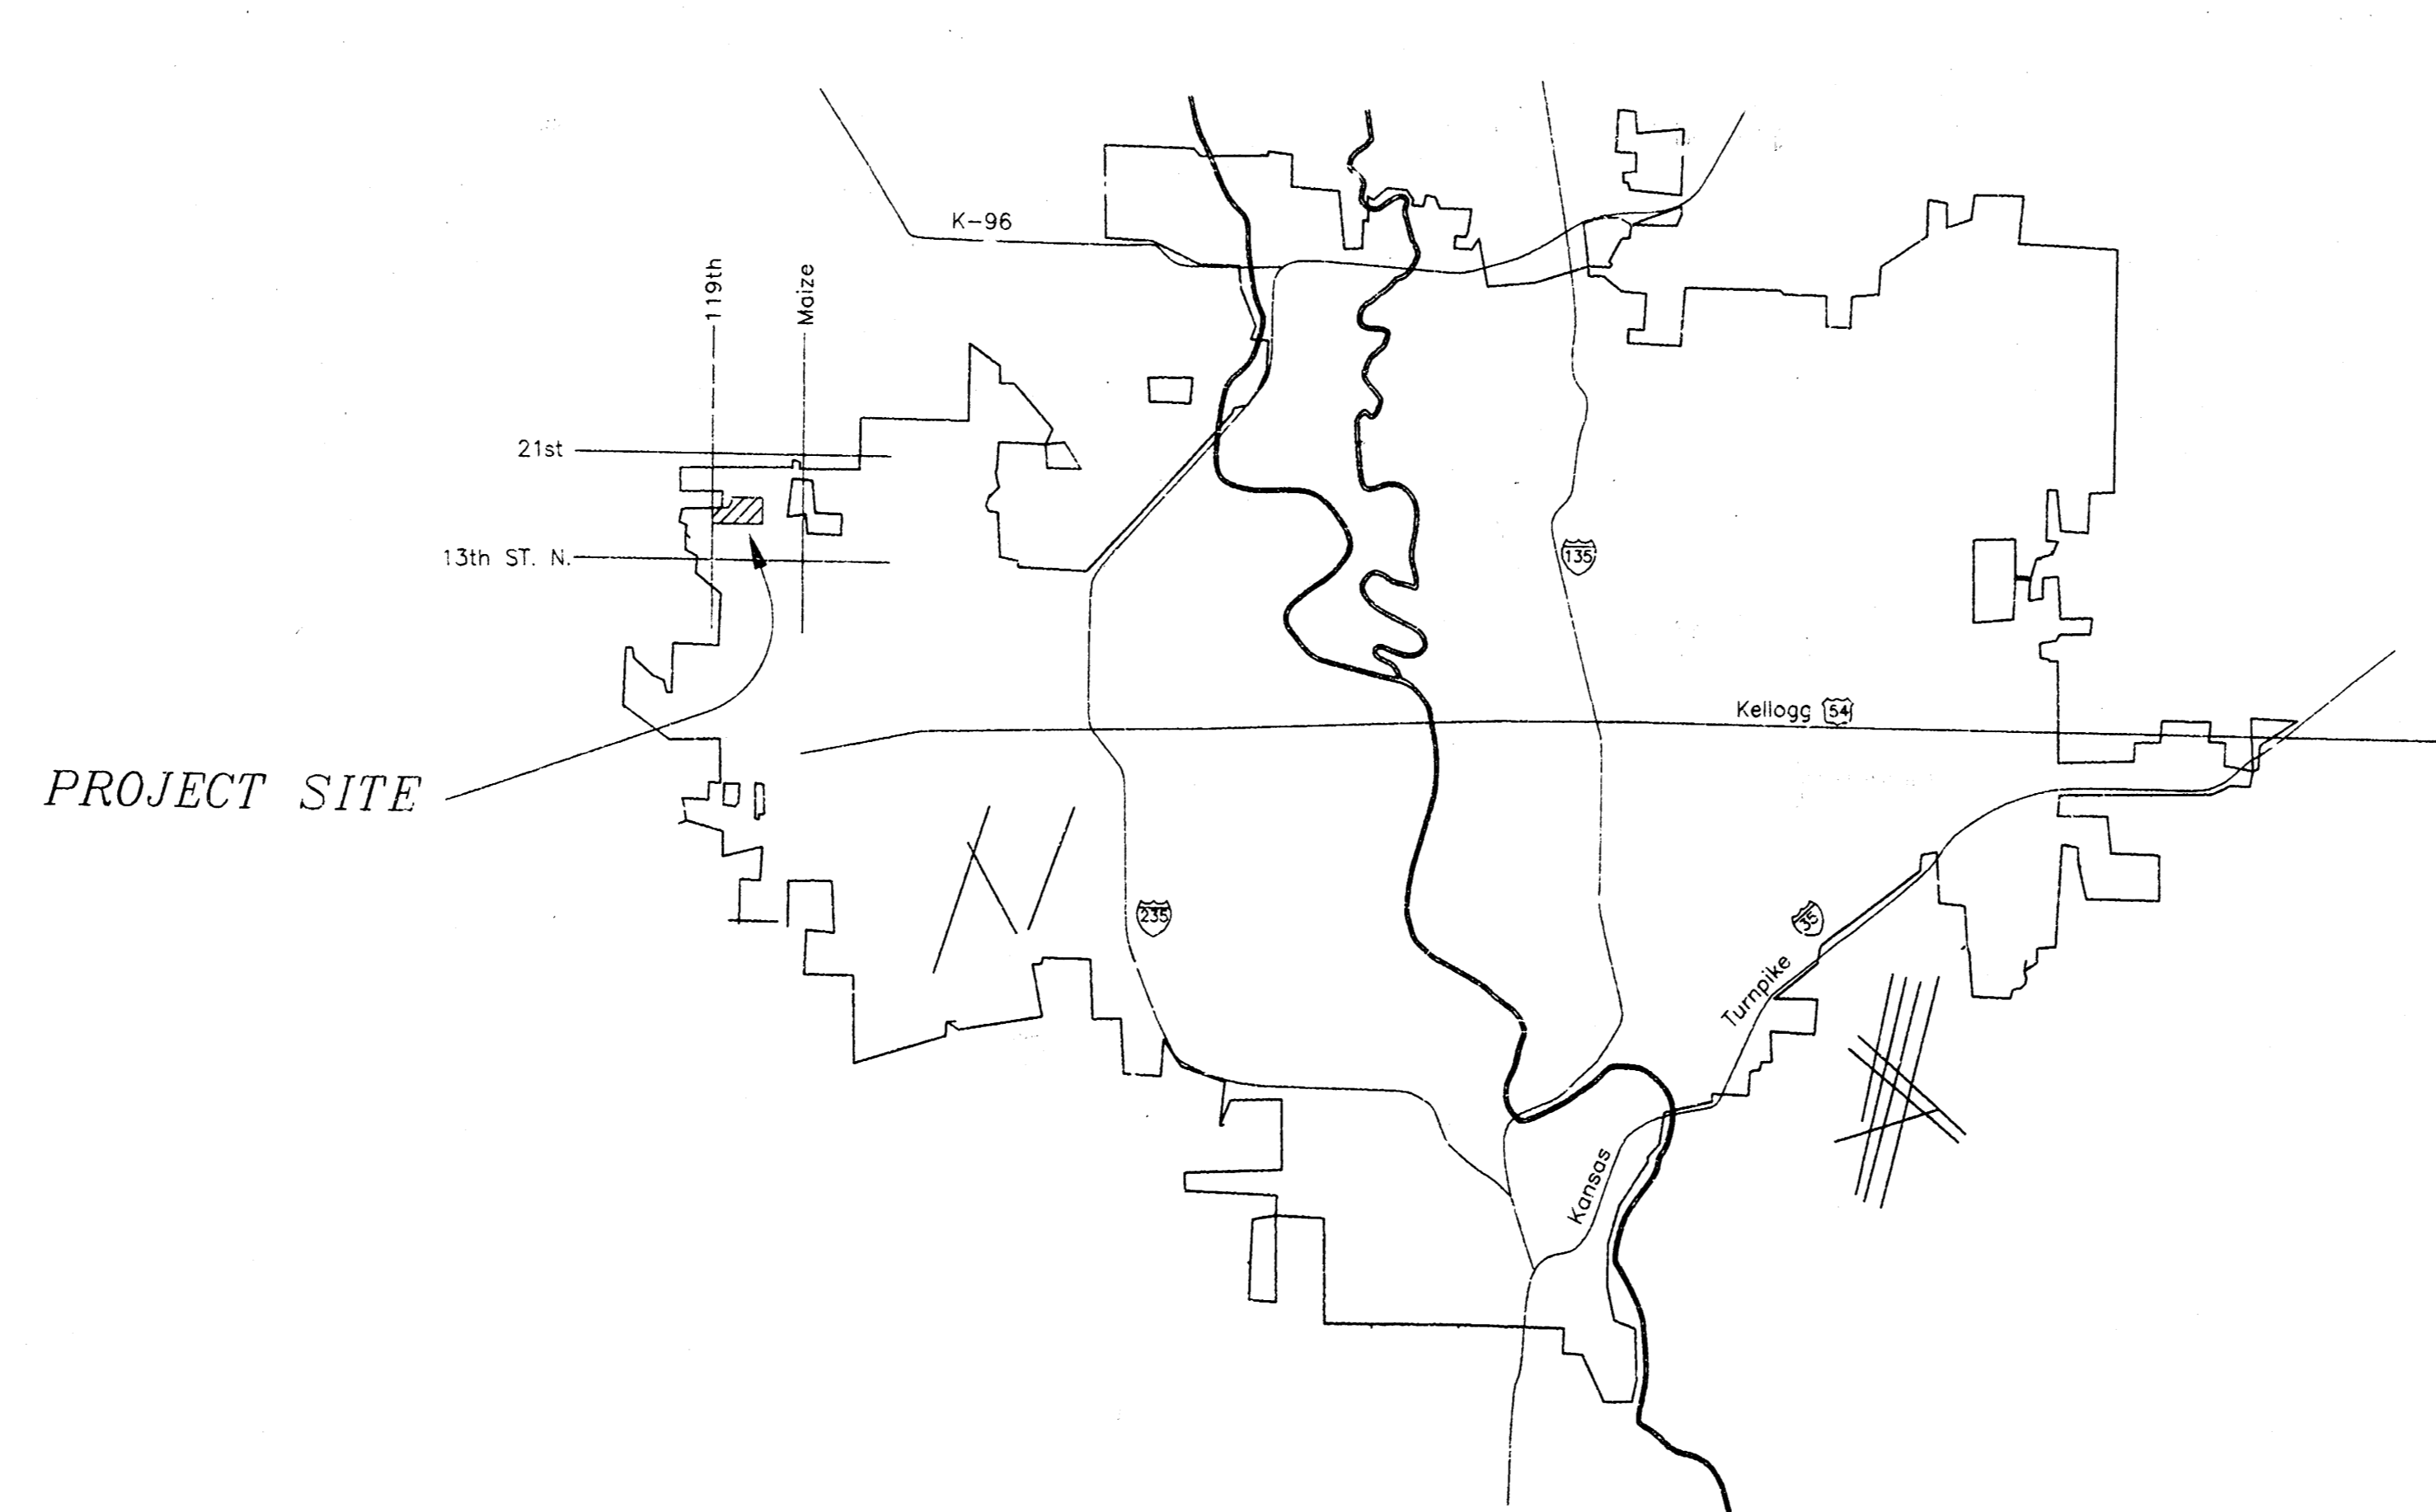 K-96
119th
Maize
21st
13th ST. N.
135
Kellogg 54
PROJECT SITE
235
35
Turnpike
Kansas